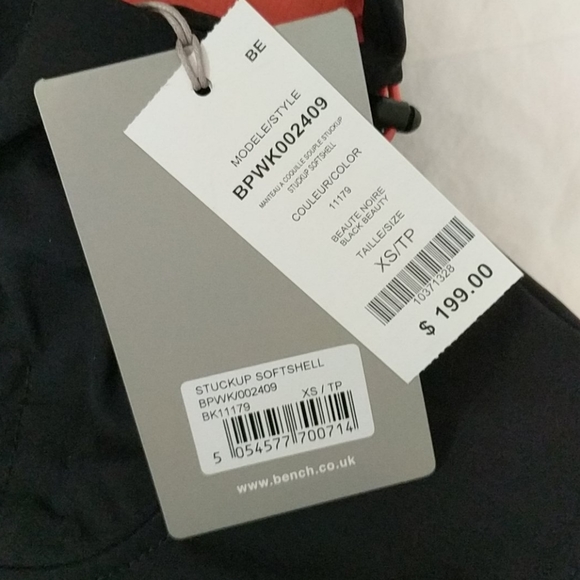 BE
MODELE/STYLE
BPWK002409
MANTEAU A COQUILLE SOUPLE STUCKUP
STUCKUP SOFTSHELL
COULEUR/COLOR
11179
BEAUTE NOIRE
BLACK BEAUTY
TAILLE/SIZE
XS/TP
10371328
$ 199.00
STUCKUP SOFTSHELL
BPWK/002409
BK11179 XS / TP
5 054577 700714
www.bench.co.uk